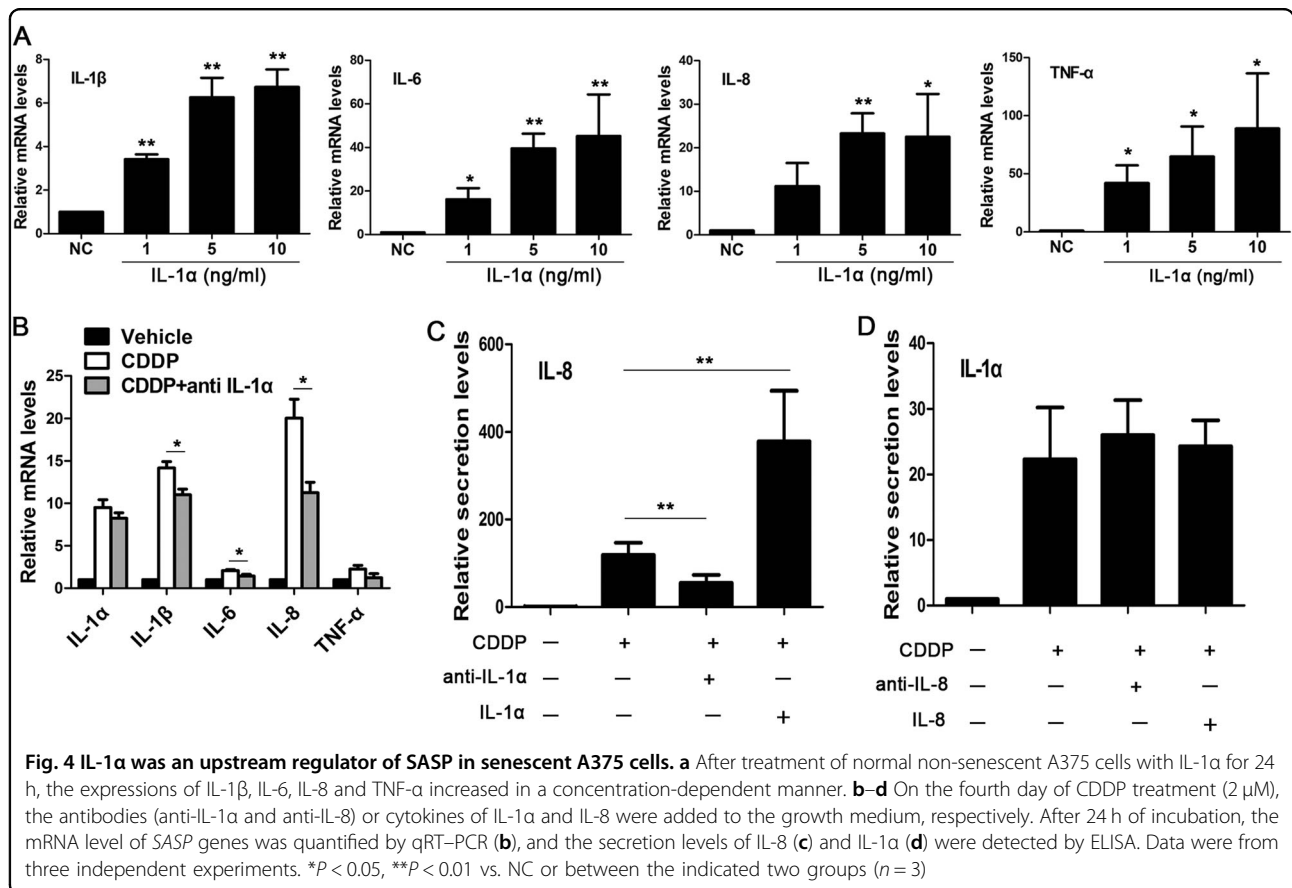 A
IL-1β
Relative mRNA levels
8
6
4
2
0
**
**
**
NC
1
5
10
IL-1α (ng/ml)
IL-6
Relative mRNA levels
80
60
40
20
0
*
**
**
NC
1
5
10
IL-1α (ng/ml)
IL-8
Relative mRNA levels
40
30
20
10
0
**
*
NC
1
5
10
IL-1α (ng/ml)
TNF-α
Relative mRNA levels
150
100
50
0
*
*
*
NC
1
5
10
IL-1α (ng/ml)
B
Vehicle
CDDP
CDDP+anti IL-1α
Relative mRNA levels
25
20
15
10
5
0
*
*
*
IL-1α
IL-1β
IL-6
IL-8
TNF-α
C
IL-8
Relative secretion levels
600
400
200
0
**
**
CDDP — + + +
anti-IL-1α — — + —
IL-1α — — — +
D
IL-1α
Relative secretion levels
40
30
20
10
0
CDDP — + + +
anti-IL-8 — — + —
IL-8 — — — +
Fig. 4 IL-1α was an upstream regulator of SASP in senescent A375 cells. a After treatment of normal non-senescent A375 cells with IL-1α for 24
h, the expressions of IL-1β, IL-6, IL-8 and TNF-α increased in a concentration-dependent manner. b–d On the fourth day of CDDP treatment (2 μM),
the antibodies (anti-IL-1α and anti-IL-8) or cytokines of IL-1α and IL-8 were added to the growth medium, respectively. After 24 h of incubation, the
mRNA level of SASP genes was quantified by qRT–PCR (b), and the secretion levels of IL-8 (c) and IL-1α (d) were detected by ELISA. Data were from
three independent experiments. *P < 0.05, **P < 0.01 vs. NC or between the indicated two groups (n = 3)